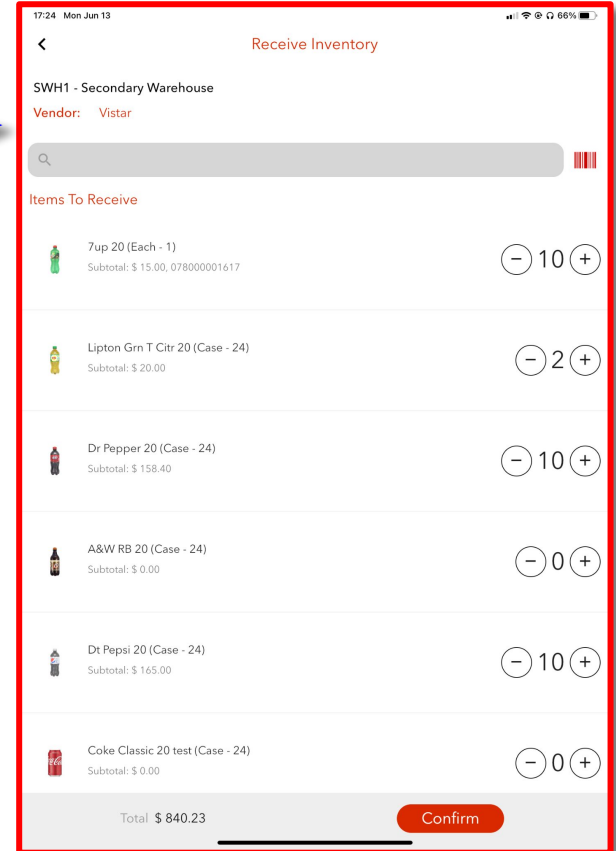 17:24 Mon Jun 13
66%
Receive Inventory
SWH1 - Secondary Warehouse
Vendor: Vistar
Items To Receive
7up 20 (Each - 1)
Subtotal: $ 15.00, 078000001617
10
Lipton Grn T Citr 20 (Case - 24)
Subtotal: $ 20.00
2
Dr Pepper 20 (Case - 24)
Subtotal: $ 158.40
10
A&W RB 20 (Case - 24)
Subtotal: $ 0.00
0
Dt Pepsi 20 (Case - 24)
Subtotal: $ 165.00
10
Coke Classic 20 test (Case - 24)
Subtotal: $ 0.00
0
Total $ 840.23
Confirm